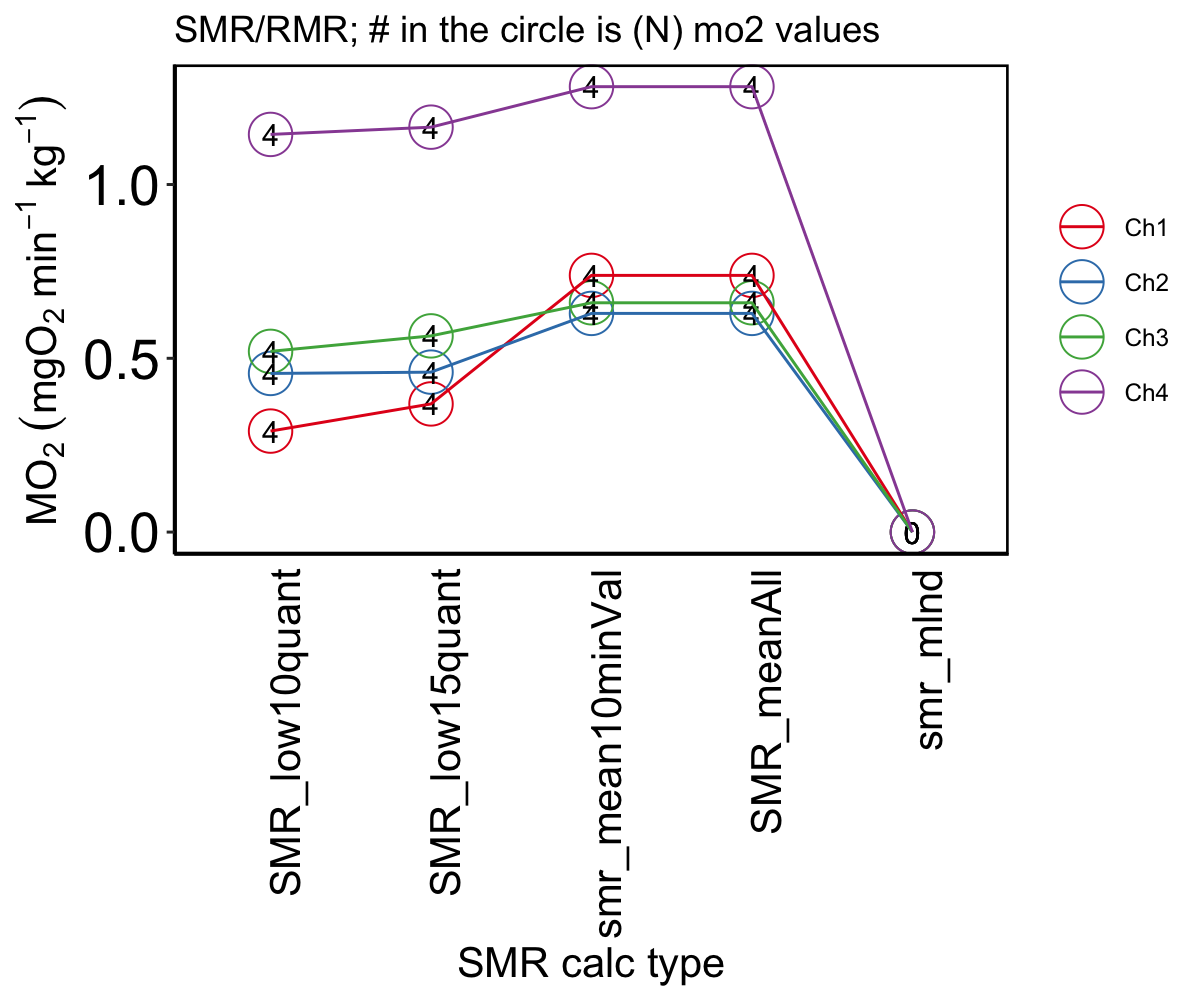 SMR/RMR; # in the circle is (N) mo2 values
MO₂ (mgO₂ min⁻¹ kg⁻¹)
1.0
0.5
0.0
4 4 4 4
4 4 4 4
4 4 4 4
4 4 4 4
0
Ch1
Ch2
Ch3
Ch4
SMR_low10quant
SMR_low15quant
smr_mean10minVal
SMR_meanAll
smr_mlnd
SMR calc type